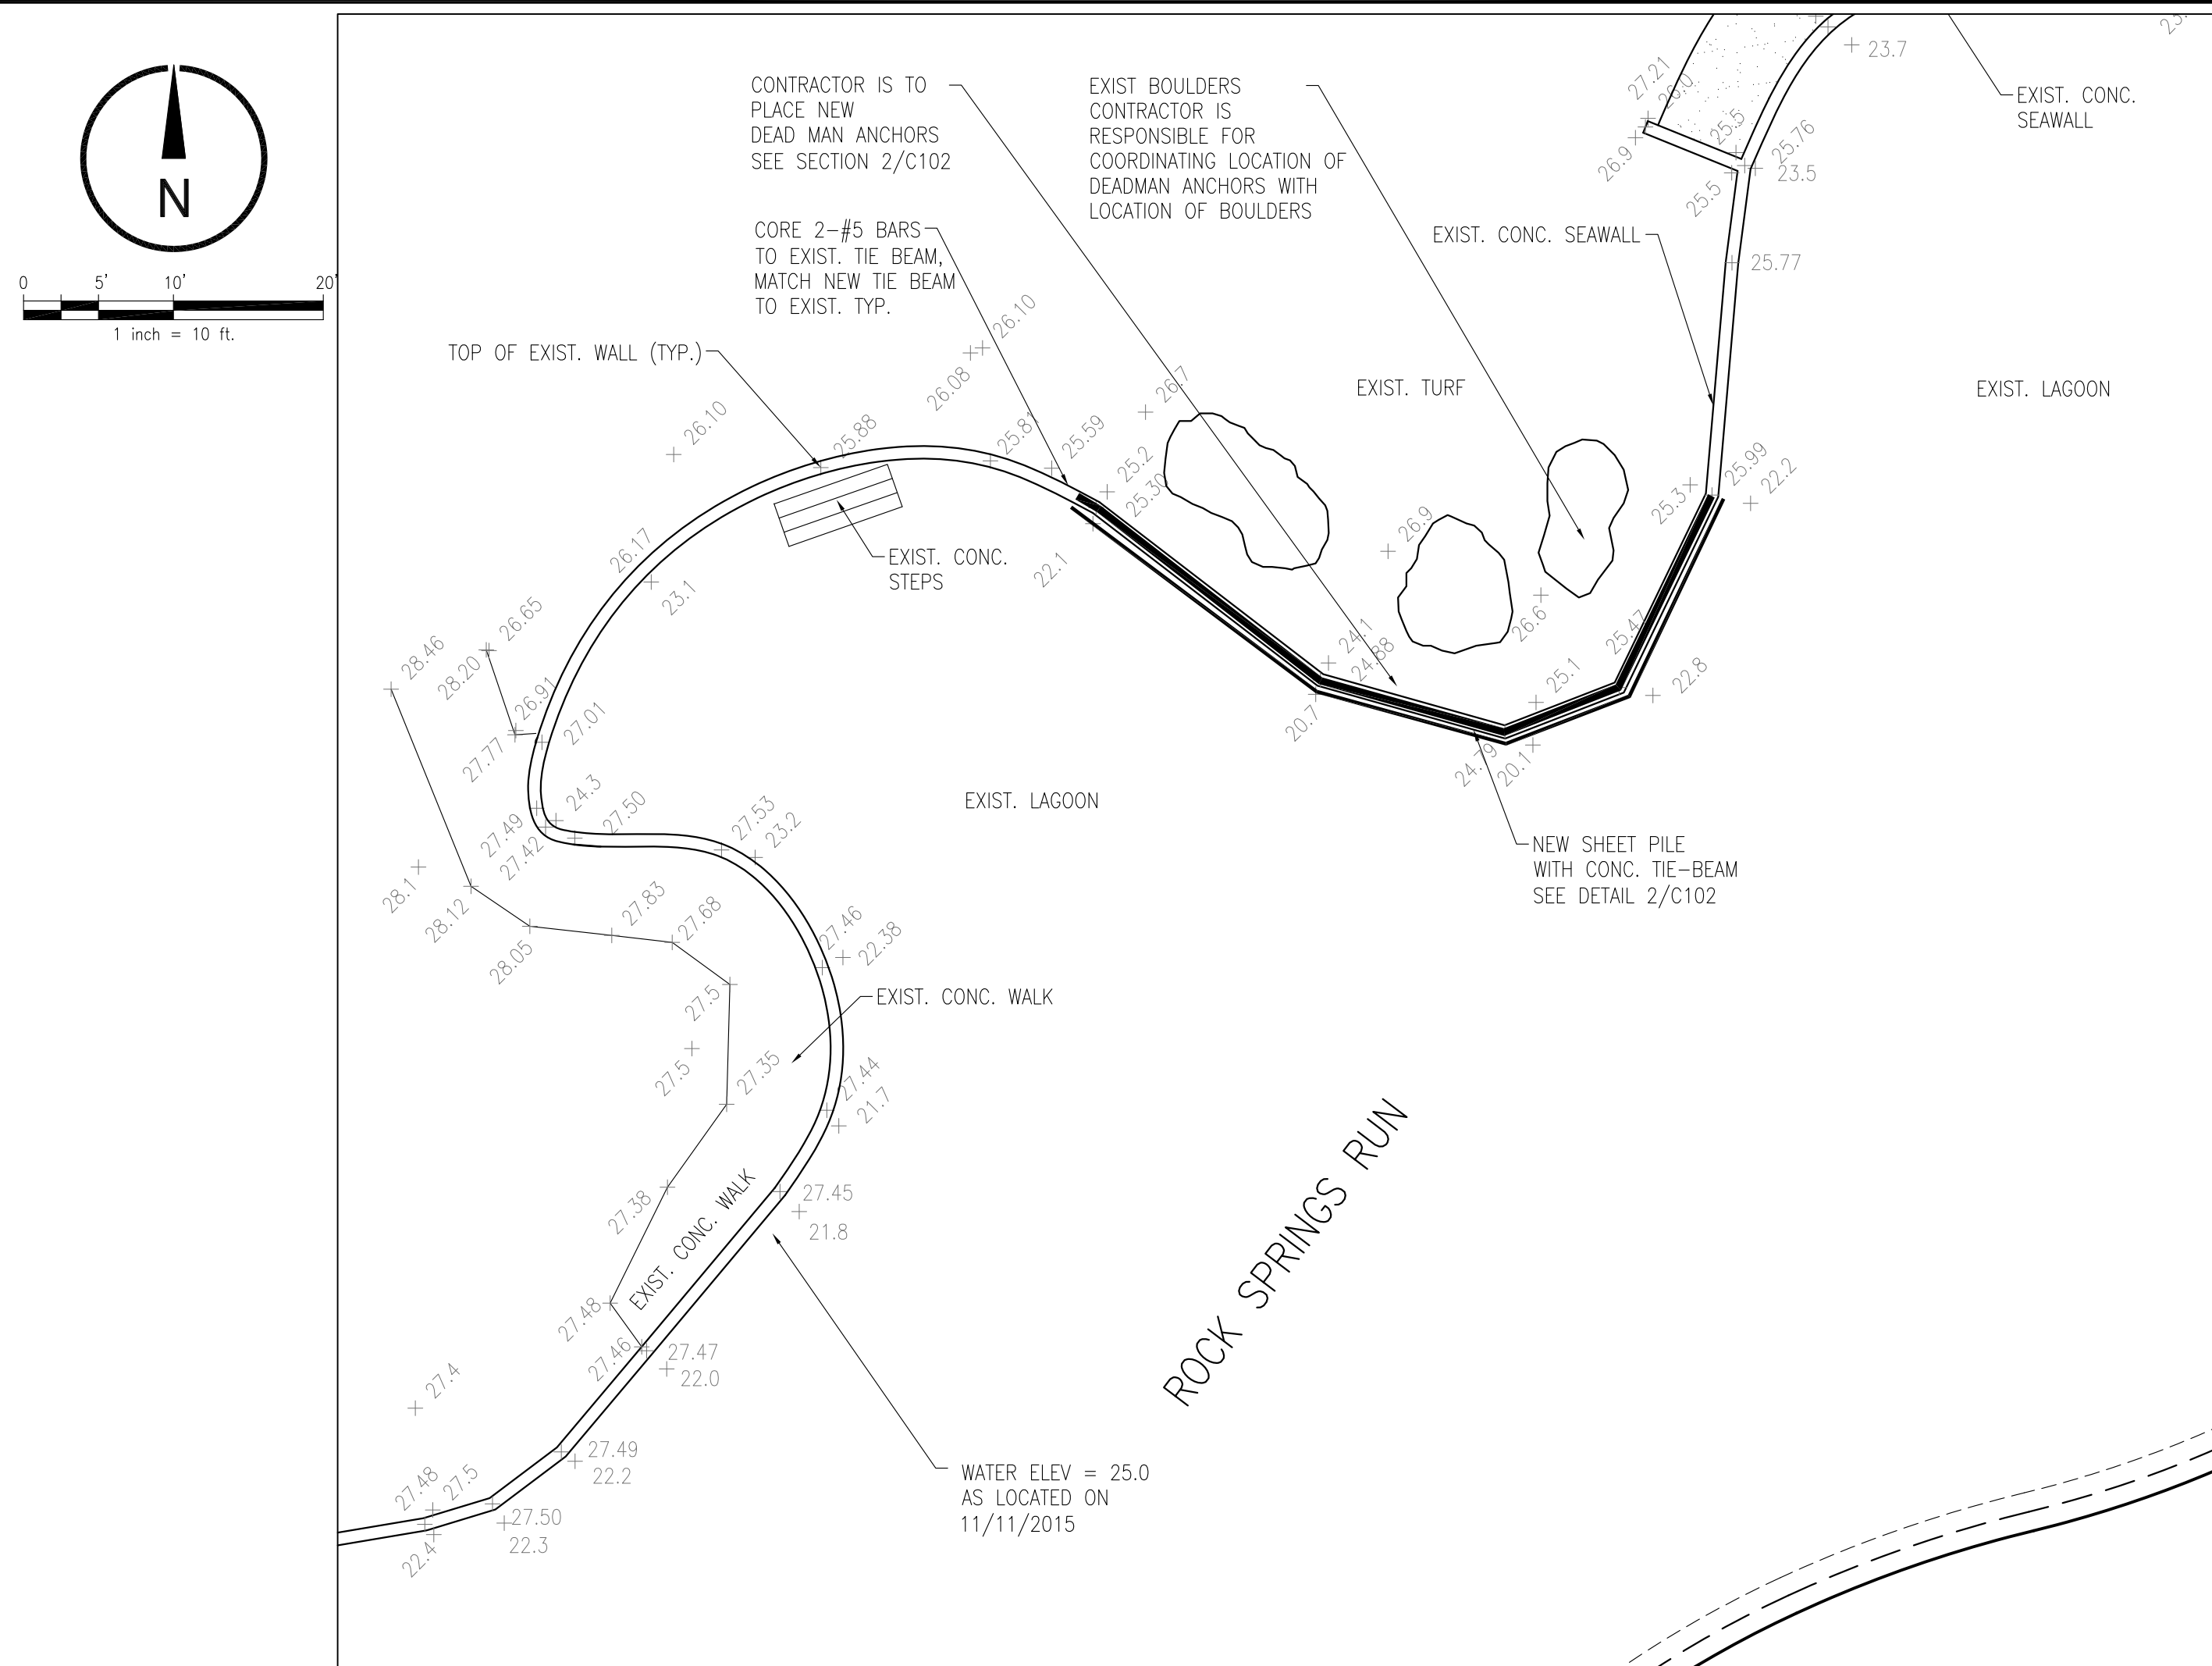 N
0 5' 10' 20'
1 inch = 10 ft.
CONTRACTOR IS TO
PLACE NEW
DEAD MAN ANCHORS
SEE SECTION 2/C102
EXIST BOULDERS
CONTRACTOR IS
RESPONSIBLE FOR
COORDINATING LOCATION OF
DEADMAN ANCHORS WITH
LOCATION OF BOULDERS
CORE 2-#5 BARS
TO EXIST. TIE BEAM,
MATCH NEW TIE BEAM
TO EXIST. TYP.
TOP OF EXIST. WALL (TYP.)
EXIST. CONC.
SEAWALL
EXIST. CONC. SEAWALL
EXIST. TURF
EXIST. LAGOON
EXIST. CONC.
STEPS
EXIST. LAGOON
NEW SHEET PILE
WITH CONC. TIE-BEAM
SEE DETAIL 2/C102
EXIST. CONC. WALK
EXIST. CONC. WALK
ROCK SPRINGS RUN
WATER ELEV = 25.0
AS LOCATED ON
11/11/2015
23.7
27.21
26.0
26.9
25.5
25.76
23.5
25.5
25.77
26.10
26.08
26.10
25.88
25.59
26.7
25.2
25.30
22.1
26.9
25.3
25.99
22.2
26.17
23.1
26.6
25.47
24.1
24.88
20.7
25.1
22.8
24.79
20.1
28.46
28.20
26.65
26.91
27.77
27.01
24.3
27.49
27.42
27.50
27.53
23.2
28.1
28.12
28.05
27.83
27.68
27.46
22.38
27.5
27.5
27.35
27.44
21.7
27.38
27.45
21.8
27.48
27.46
27.47
22.0
27.4
27.49
22.2
27.48
27.5
27.50
22.3
22.4